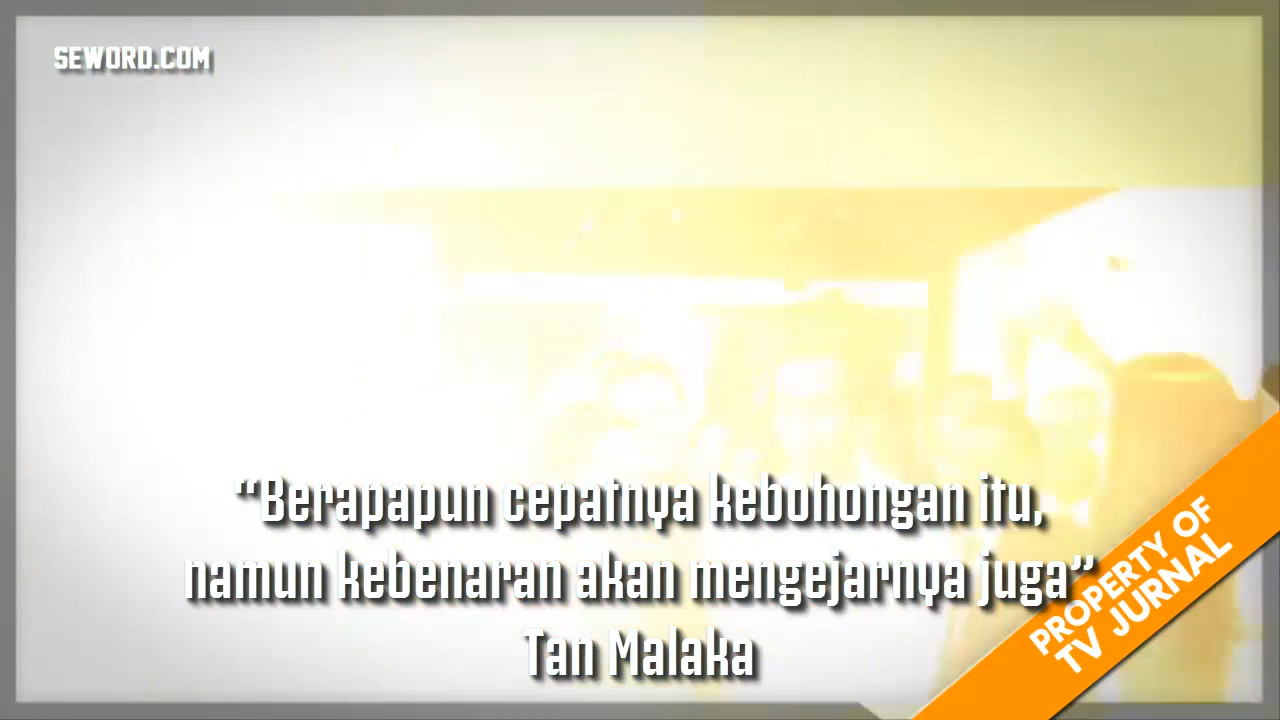 SEWORD.COM
“Berapapun cepatnya kebohongan itu,
namun kebenaran akan mengejarnya juga”
Tan Malaka
PROPERTY OF
TV JURNAL